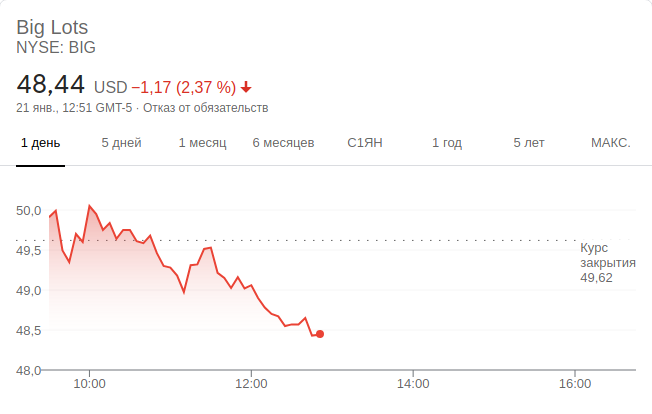 Big Lots
NYSE: BIG
48,44 USD −1,17 (2,37 %)
21 янв., 12:51 GMT-5 · Отказ от обязательств
1 день 5 дней 1 месяц 6 месяцев С1ЯН 1 год 5 лет МАКС.
50,0
49,5
Курс
закрытия
49,62
49,0
48,5
48,0
10:00 12:00 14:00 16:00